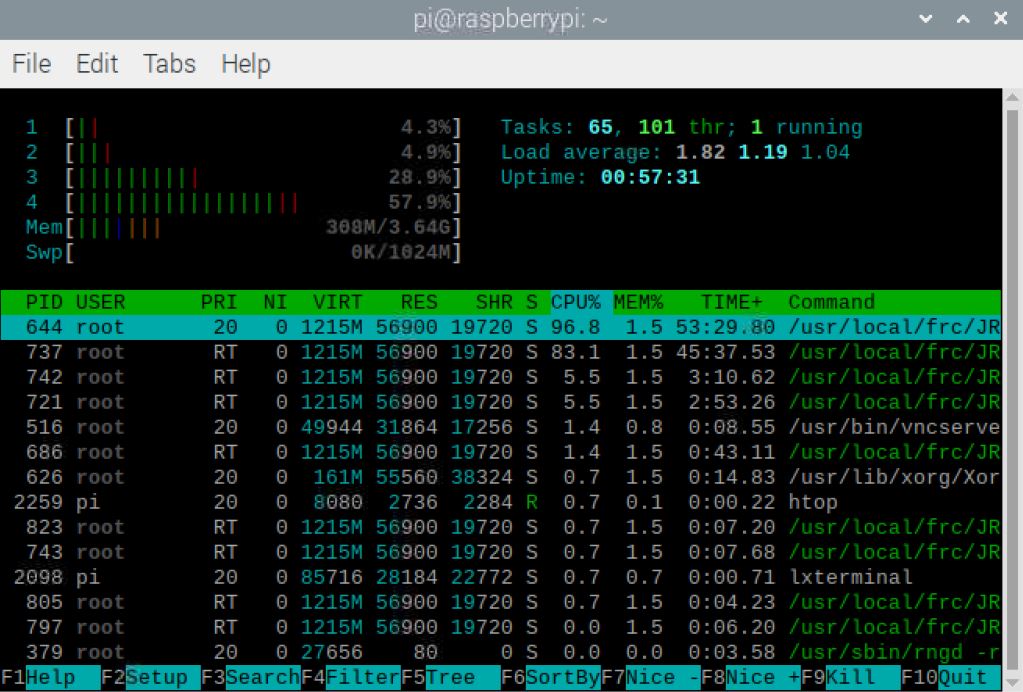 pi@raspberrypi: ~
File Edit Tabs Help
1 [|| 4.3%] Tasks: 65, 101 thr; 1 running
2 [||| 4.9%] Load average: 1.82 1.19 1.04
3 [|||||||||| 28.9%] Uptime: 00:57:31
4 [|||||||||||||||||| 57.9%]
Mem[||||||| 308M/3.64G]
Swp[ 0K/1024M]
PID USER PRI NI VIRT RES SHR S CPU% MEM% TIME+ Command
644 root 20 0 1215M 56900 19720 S 96.8 1.5 53:29.80 /usr/local/frc/JR
737 root RT 0 1215M 56900 19720 S 83.1 1.5 45:37.53 /usr/local/frc/JR
742 root RT 0 1215M 56900 19720 S 5.5 1.5 3:10.62 /usr/local/frc/JR
721 root RT 0 1215M 56900 19720 S 5.5 1.5 2:53.26 /usr/local/frc/JR
516 root 20 0 49944 31864 17256 S 1.4 0.8 0:08.55 /usr/bin/vncserve
686 root RT 0 1215M 56900 19720 S 1.4 1.5 0:43.11 /usr/local/frc/JR
626 root 20 0 161M 55560 38324 S 0.7 1.5 0:14.83 /usr/lib/xorg/Xor
2259 pi 20 0 8080 2736 2284 R 0.7 0.1 0:00.22 htop
823 root RT 0 1215M 56900 19720 S 0.7 1.5 0:07.20 /usr/local/frc/JR
743 root RT 0 1215M 56900 19720 S 0.7 1.5 0:07.68 /usr/local/frc/JR
2098 pi 20 0 85716 28184 22772 S 0.7 0.7 0:00.71 lxterminal
805 root RT 0 1215M 56900 19720 S 0.7 1.5 0:04.23 /usr/local/frc/JR
797 root RT 0 1215M 56900 19720 S 0.0 1.5 0:06.20 /usr/local/frc/JR
379 root 20 0 27656 80 0 S 0.0 0.0 0:03.58 /usr/sbin/rngd -r
F1Help F2Setup F3SearchF4FilterF5Tree F6SortByF7Nice -F8Nice +F9Kill F10Quit